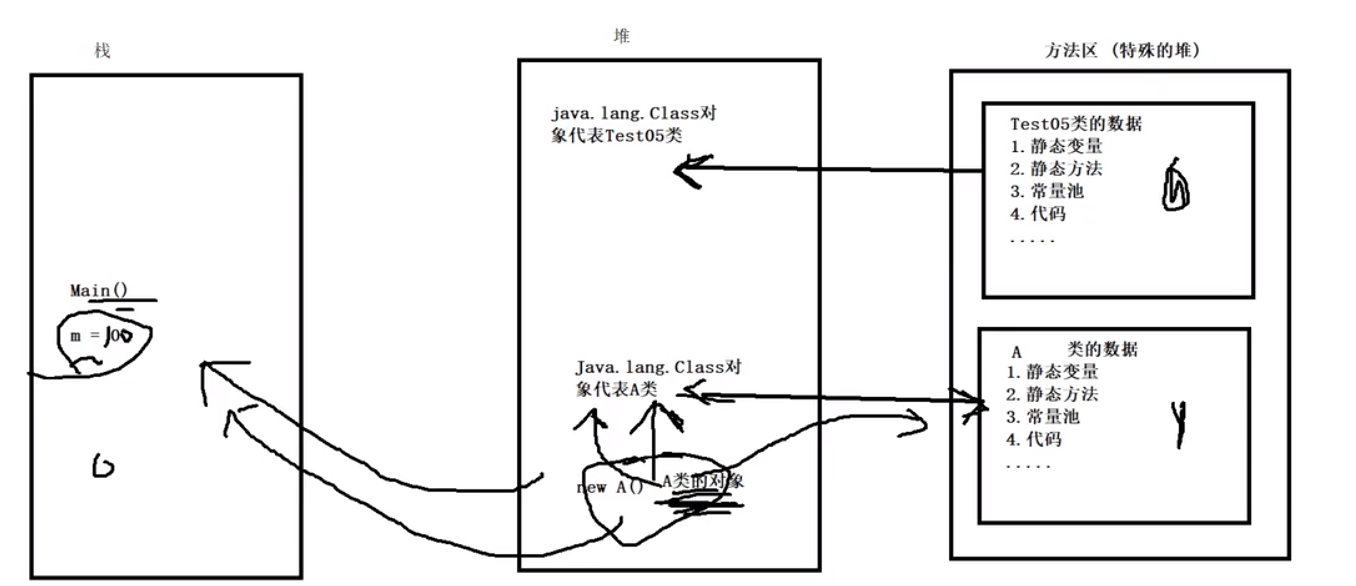 栈
Main()
m = 100
堆
java.lang.Class对
象代表Test05类
Java.lang.Class对
象代表A类
new A()
A类的对象
方法区 (特殊的堆)
Test05类的数据
1.静态变量
2.静态方法
3.常量池
4.代码
.....
A 类的数据
1.静态变量
2.静态方法
3.常量池
4.代码
.....